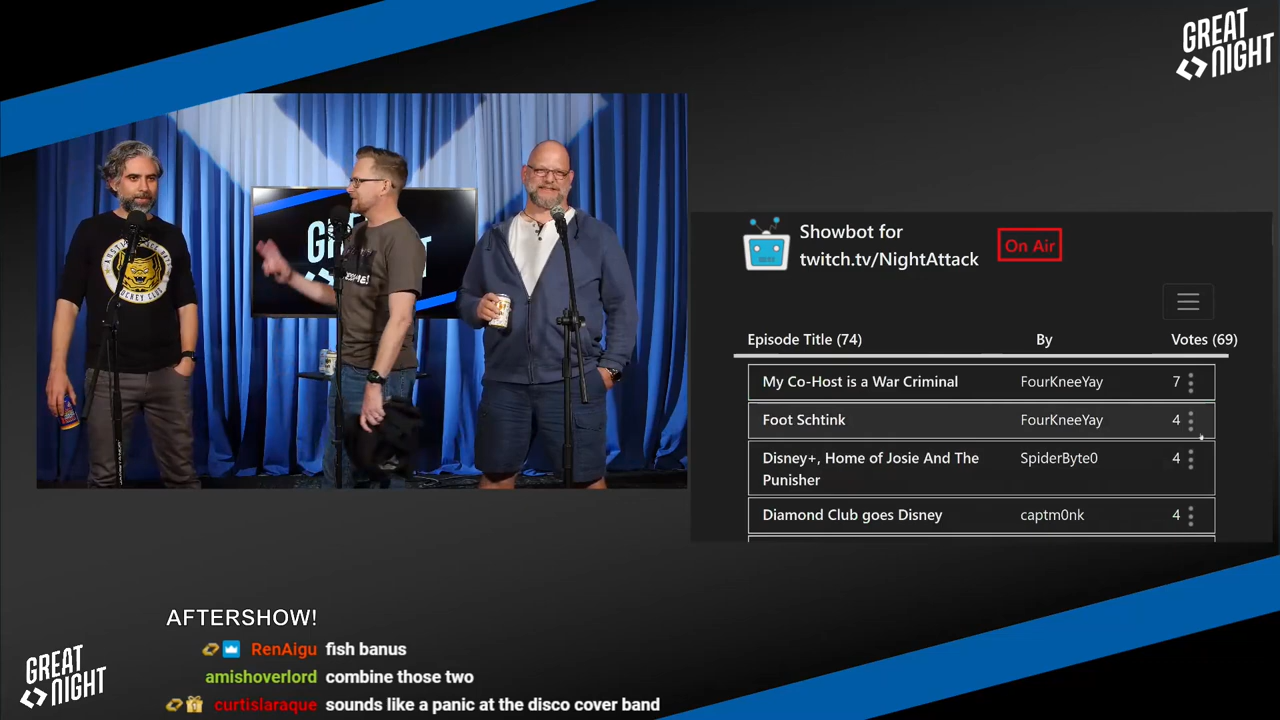 GREAT
NIGHT
Showbot for
twitch.tv/NightAttack
On Air
Episode Title (74) By Votes (69)
My Co-Host is a War Criminal FourKneeYay 7
Foot Schtink FourKneeYay 4
Disney+, Home of Josie And The
Punisher SpiderByte0 4
Diamond Club goes Disney captm0nk 4
AFTERSHOW!
RenAigu fish banus
amishoverlord combine those two
curtislaraque sounds like a panic at the disco cover band
GREAT
NIGHT